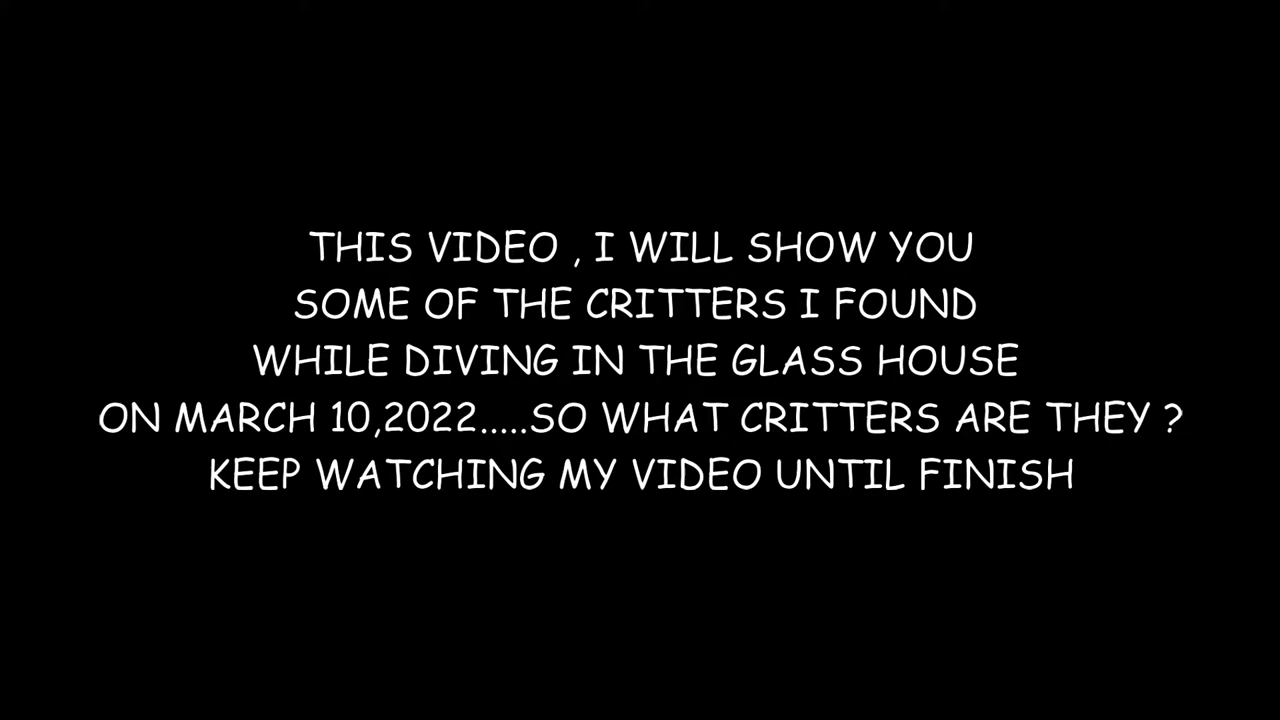 THIS VIDEO , I WILL SHOW YOU
SOME OF THE CRITTERS I FOUND
WHILE DIVING IN THE GLASS HOUSE
ON MARCH 10,2022.....SO WHAT CRITTERS ARE THEY ?
KEEP WATCHING MY VIDEO UNTIL FINISH